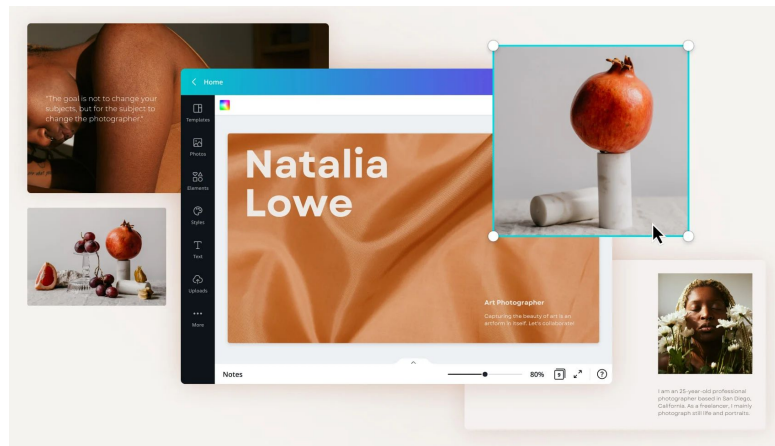 "The goal is not to change your
subjects, but for the subject to
change the photographer."
Home
Templates
Photos
Elements
Styles
Text
Uploads
More
Natalia
Lowe
Art Photographer
Capturing the beauty of art is an
artform in itself. Let's collaborate!
Notes
80%
9
?
I am an 25-year-old professional
photographer based in San Diego,
California. As a freelancer, I mainly
photograph still life and portraits.